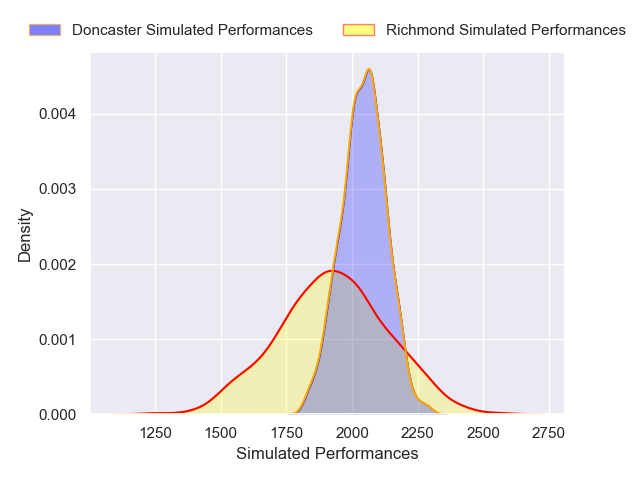 Doncaster Simulated Performances Richmond Simulated Performances
0.004
0.003
0.002
0.001
0.000
Density
1250 1500 1750 2000 2250 2500 2750
Simulated Performances